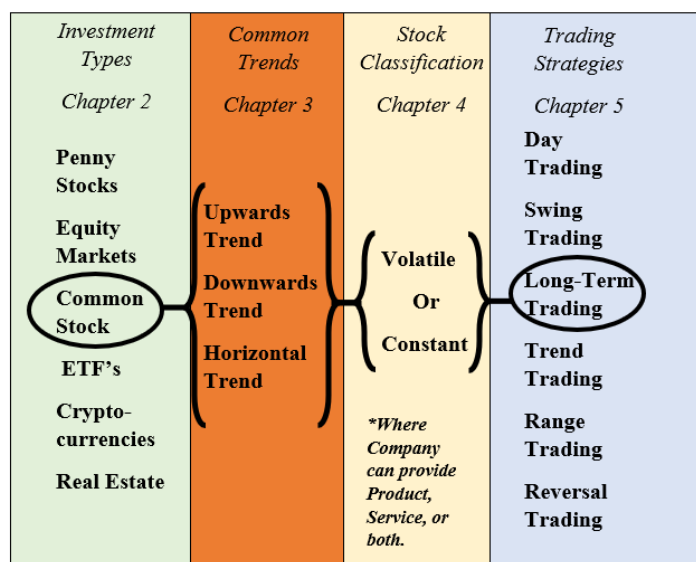 Investment
Types
Chapter 2
Penny
Stocks
Equity
Markets
Common
Stock
ETF's
Crypto-
currencies
Real Estate
Common
Trends
Chapter 3
Upwards
Trend
Downwards
Trend
Horizontal
Trend
Stock
Classification
Chapter 4
Volatile
Or
Constant
*Where
Company
can provide
Product,
Service, or
both.
Trading
Strategies
Chapter 5
Day
Trading
Swing
Trading
Long-Term
Trading
Trend
Trading
Range
Trading
Reversal
Trading